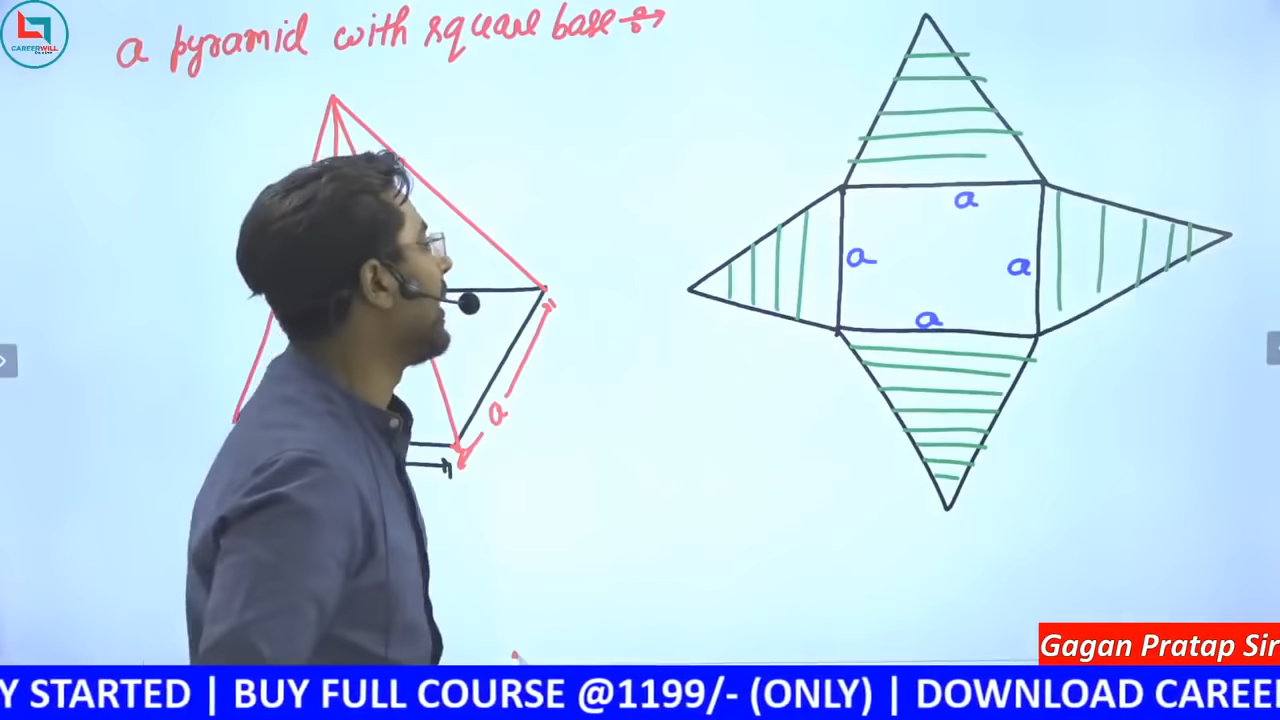 CAREERWILL
a pyramid with square base
a
a
a
a
a
Gagan Pratap Sir
Y STARTED | BUY FULL COURSE @1199/- (ONLY) | DOWNLOAD CAREE